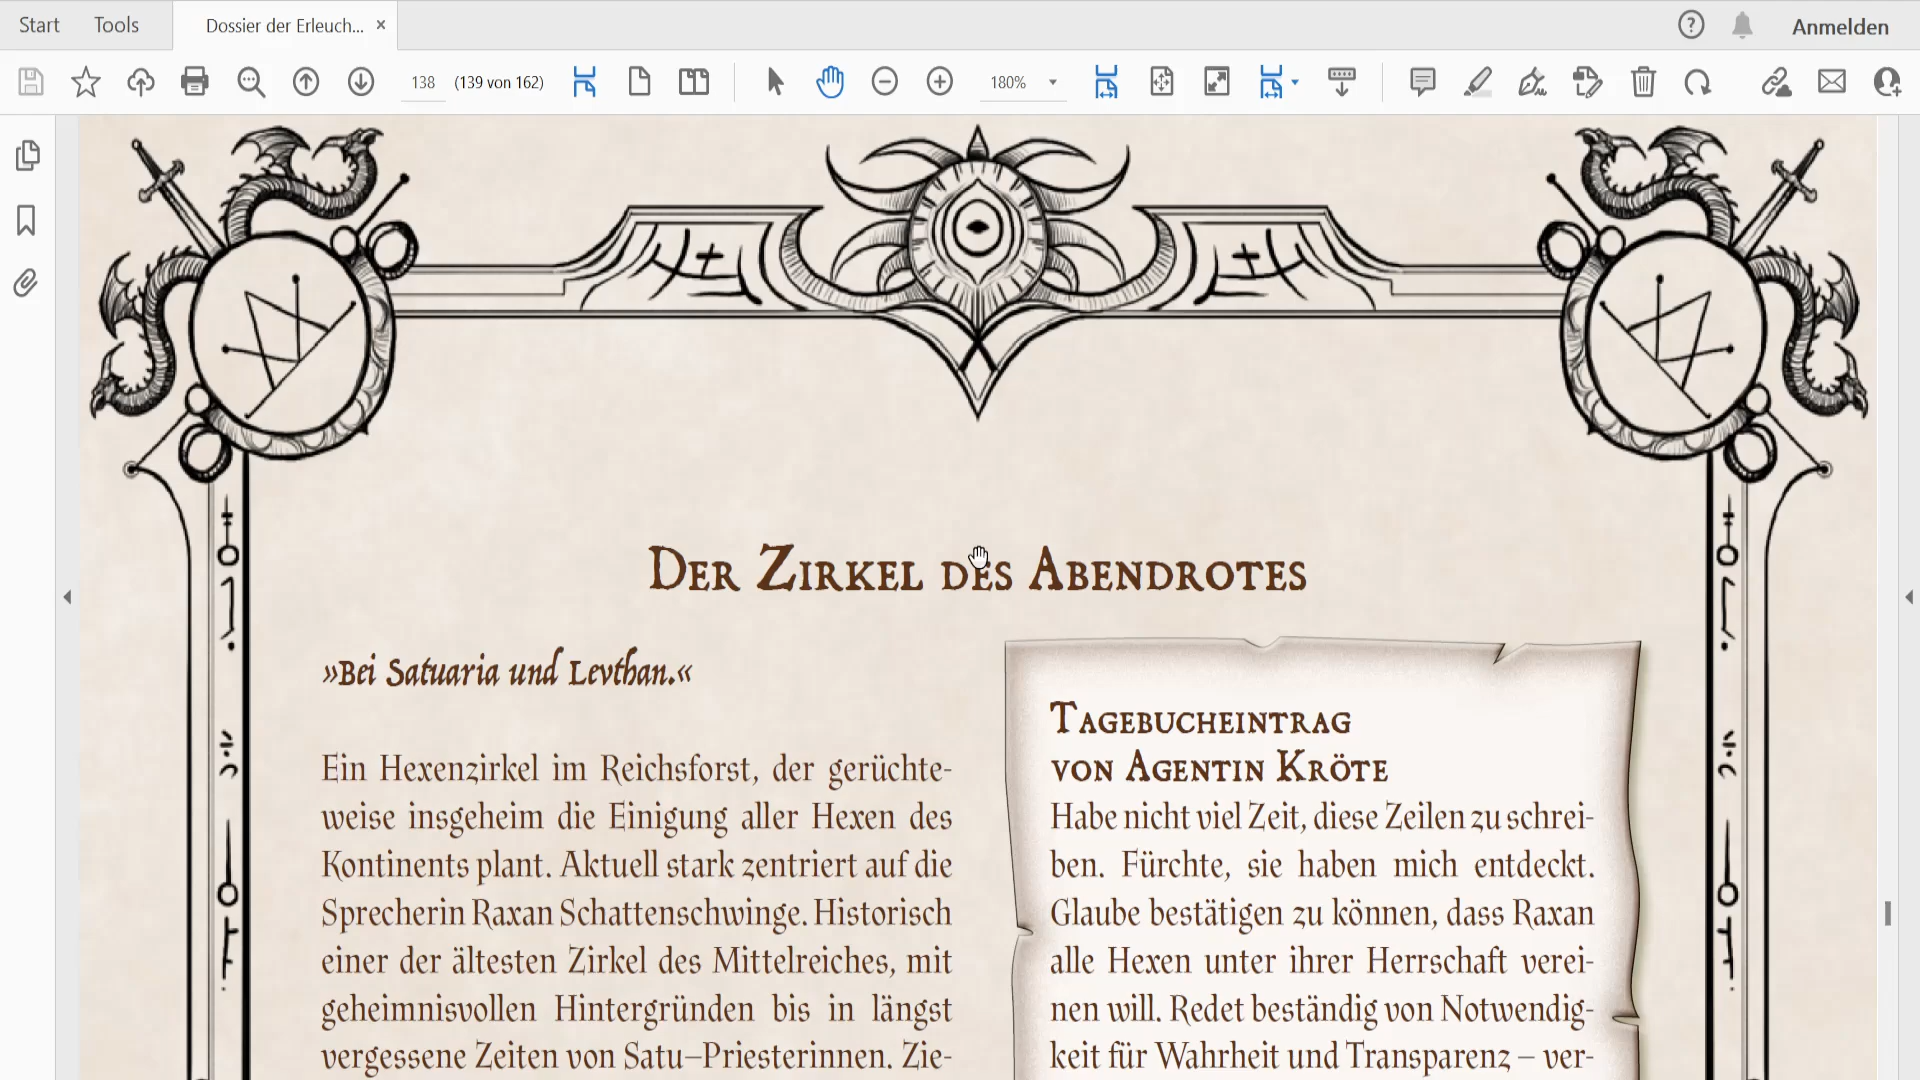 Start
Tools
Dossier der Erleuch... ×
Anmelden
138 (139 von 162)
180%
Der Zirkel des Abendrotes
»Bei Satuaria und Levthan.«
Ein Hexenzirkel im Reichsforst, der gerüchte-
weise insgeheim die Einigung aller Hexen des
Kontinents plant. Aktuell stark zentriert auf die
Sprecherin Raxan Schattenschwinge. Historisch
einer der ältesten Zirkel des Mittelreiches, mit
geheimnisvollen Hintergründen bis in längst
vergessene Zeiten von Satu–Priesterinnen. Zie-
Tagebucheintrag
von Agentin Kröte
Habe nicht viel Zeit, diese Zeilen zu schrei-
ben. Fürchte, sie haben mich entdeckt.
Glaube bestätigen zu können, dass Raxan
alle Hexen unter ihrer Herrschaft verei-
nen will. Redet beständig von Notwendig-
keit für Wahrheit und Transparenz – ver-